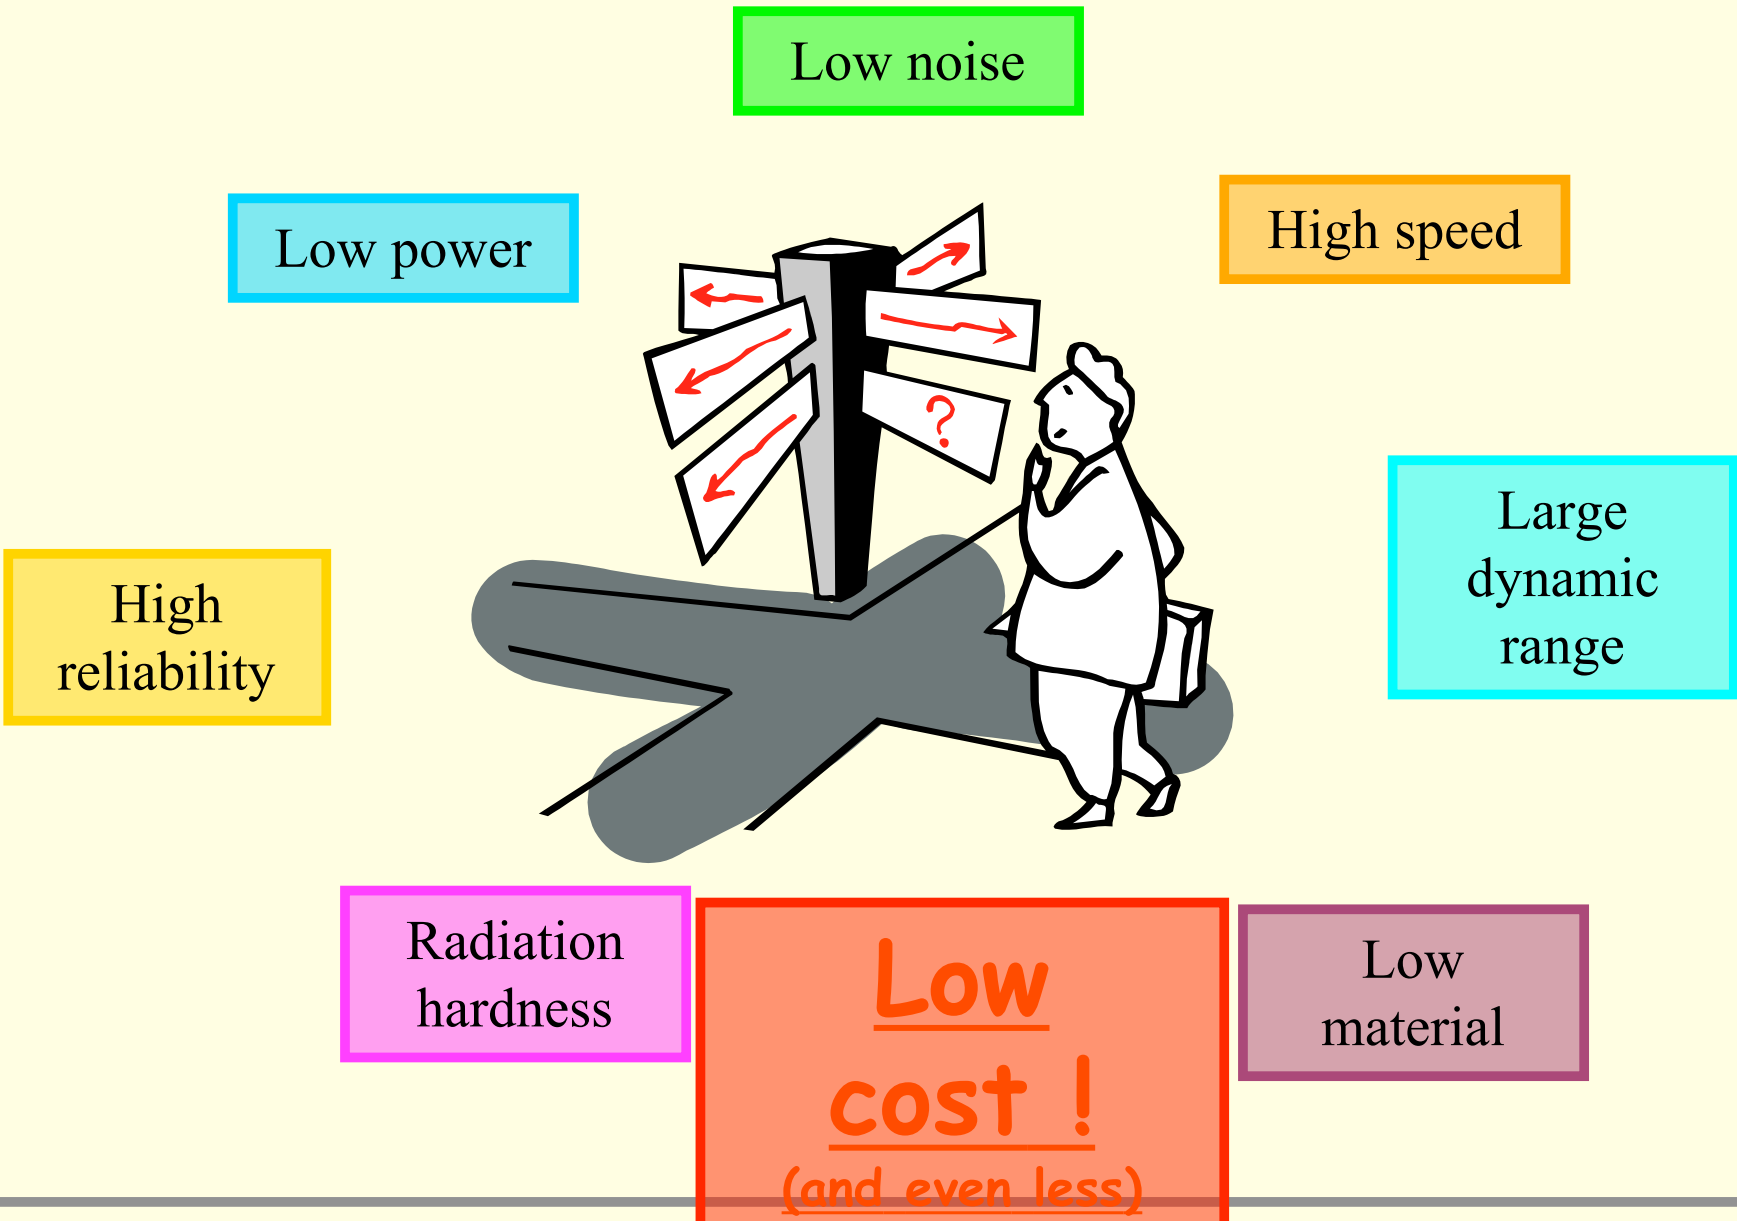 Low noise
Low power
High speed
?
Large
dynamic
range
High
reliability
Radiation
hardness
Low
cost !
(and even less)
Low
material